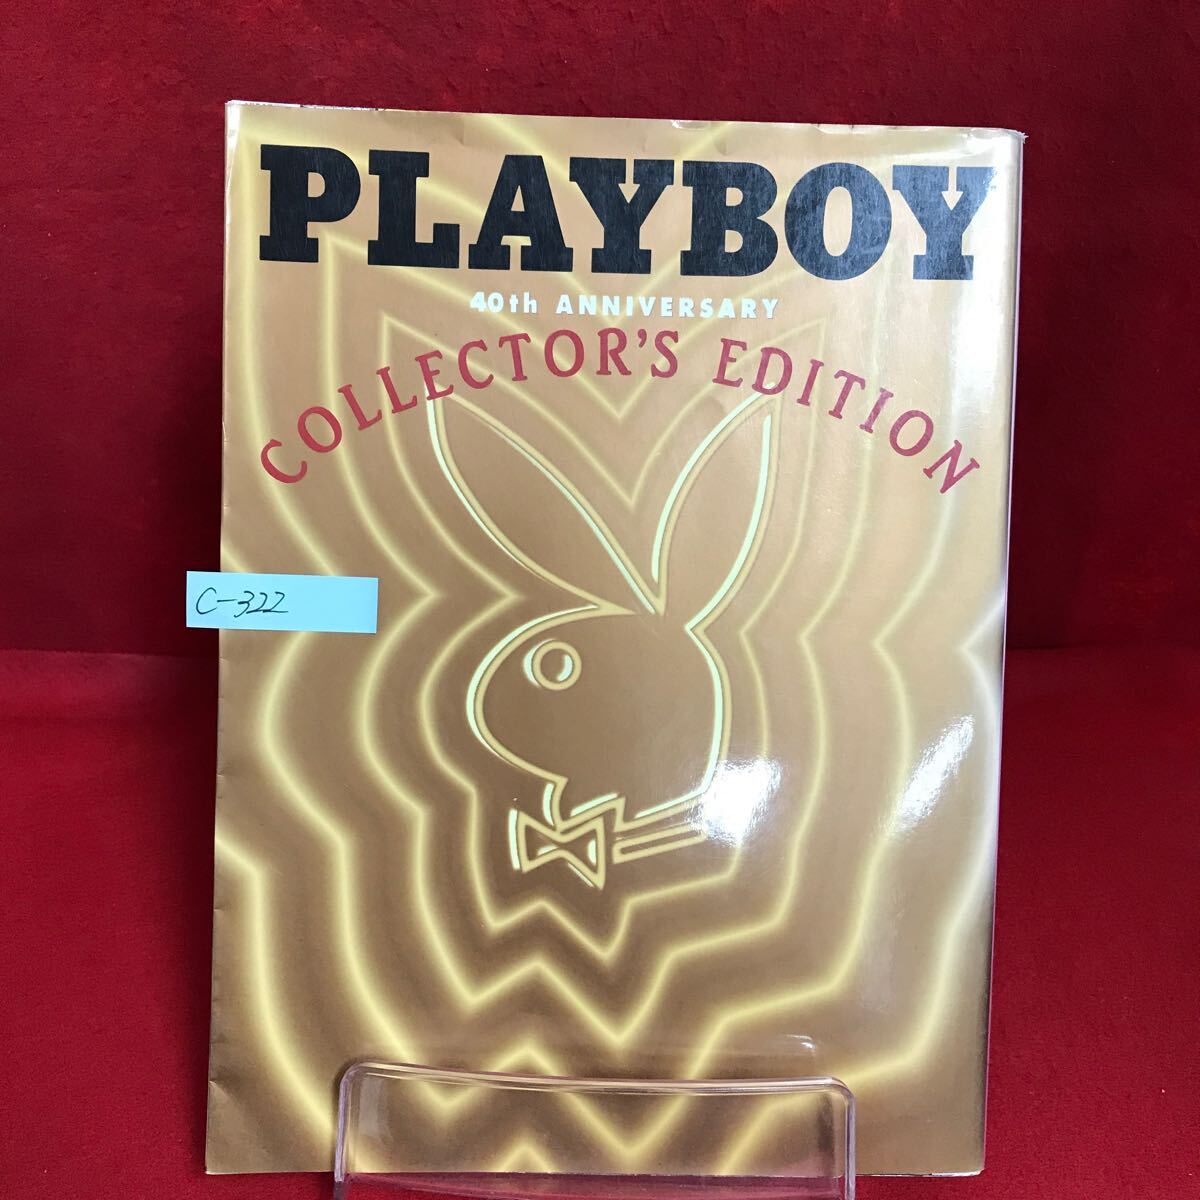 PLAYBOY
40th ANNIVERSARY
COLLECTOR'S EDITION
C-322